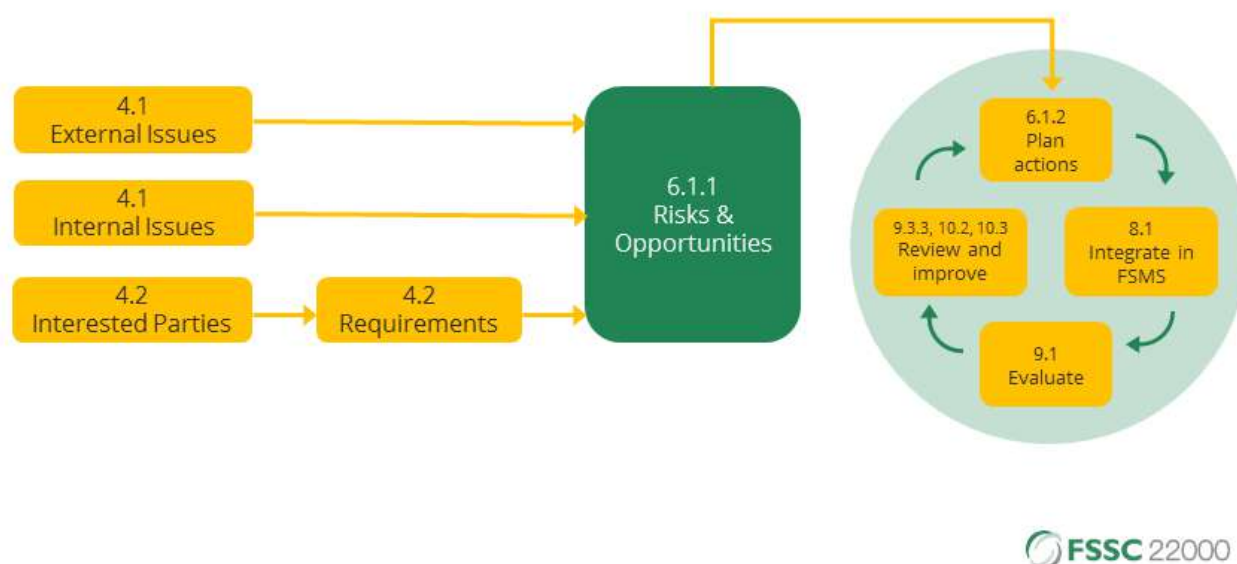 4.1
External Issues
4.1
Internal Issues
4.2
Interested Parties
4.2
Requirements
6.1.1
Risks &
Opportunities
6.1.2
Plan
actions
8.1
Integrate in
FSMS
9.1
Evaluate
9.3.3, 10.2, 10.3
Review and
improve
FSSC 22000